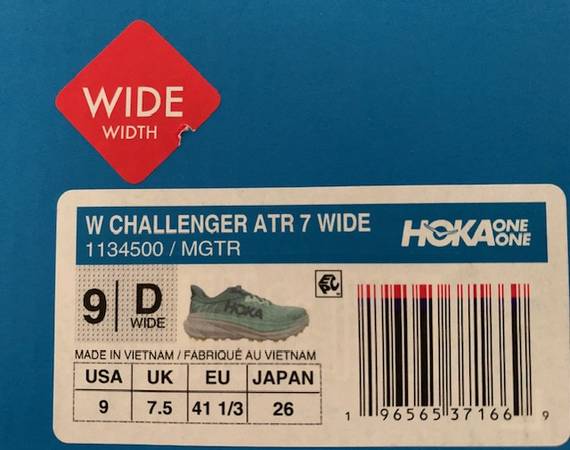 WIDE
WIDTH
W CHALLENGER ATR 7 WIDE
1134500 / MGTR
HOKA ONE ONE
9 D
WIDE
HOKA
MADE IN VIETNAM / FABRIQUÉ AU VIETNAM
USA UK EU JAPAN
9 7.5 41 1/3 26
1 96565 37166 9